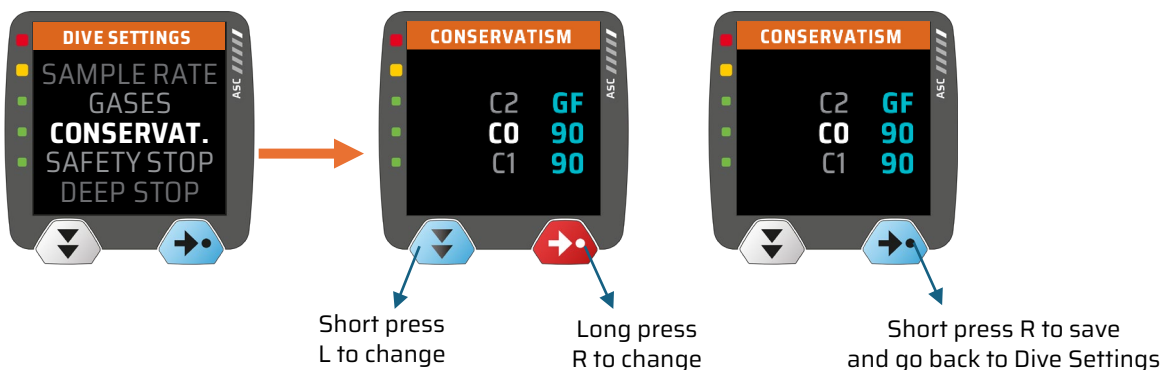 DIVE SETTINGS
SAMPLE RATE
GASES
CONSERVAT.
SAFETY STOP
DEEP STOP
ASC
CONSERVATISM
C2 GF
C0 90
C1 90
ASC
CONSERVATISM
C2 GF
C0 90
C1 90
ASC
Short press
L to change
Long press
R to change
Short press R to save
and go back to Dive Settings